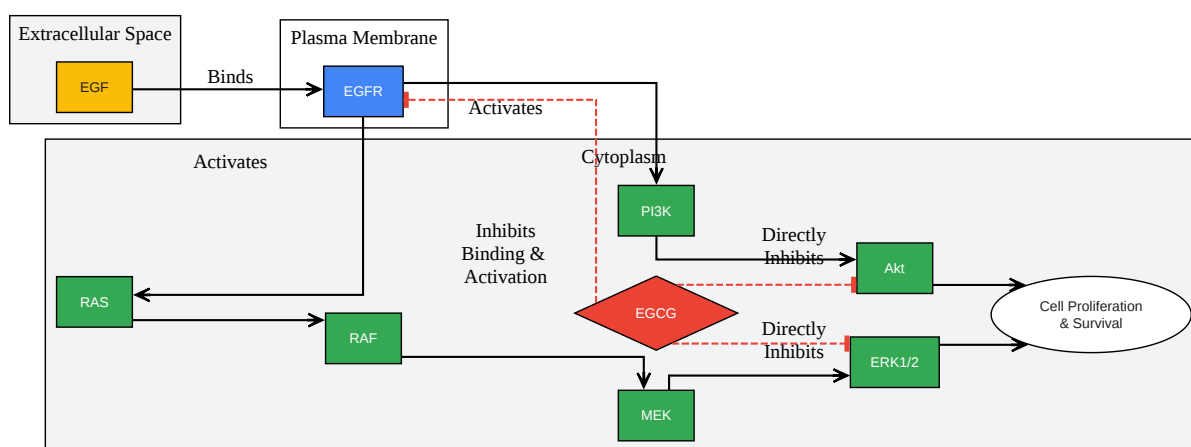 Extracellular Space
Plasma Membrane
EGF
Binds
EGFR
Activates
Activates
Cytoplasm
PI3K
Inhibits
Binding &
Activation
Directly
Inhibits
Akt
RAS
RAF
EGCG
Cell Proliferation
& Survival
Directly
Inhibits
ERK1/2
MEK